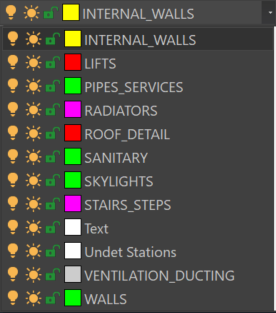 INTERNAL_WALLS
INTERNAL_WALLS
LIFTS
PIPES_SERVICES
RADIATORS
ROOF_DETAIL
SANITARY
SKYLIGHTS
STAIRS_STEPS
Text
Undet Stations
VENTILATION_DUCTING
WALLS